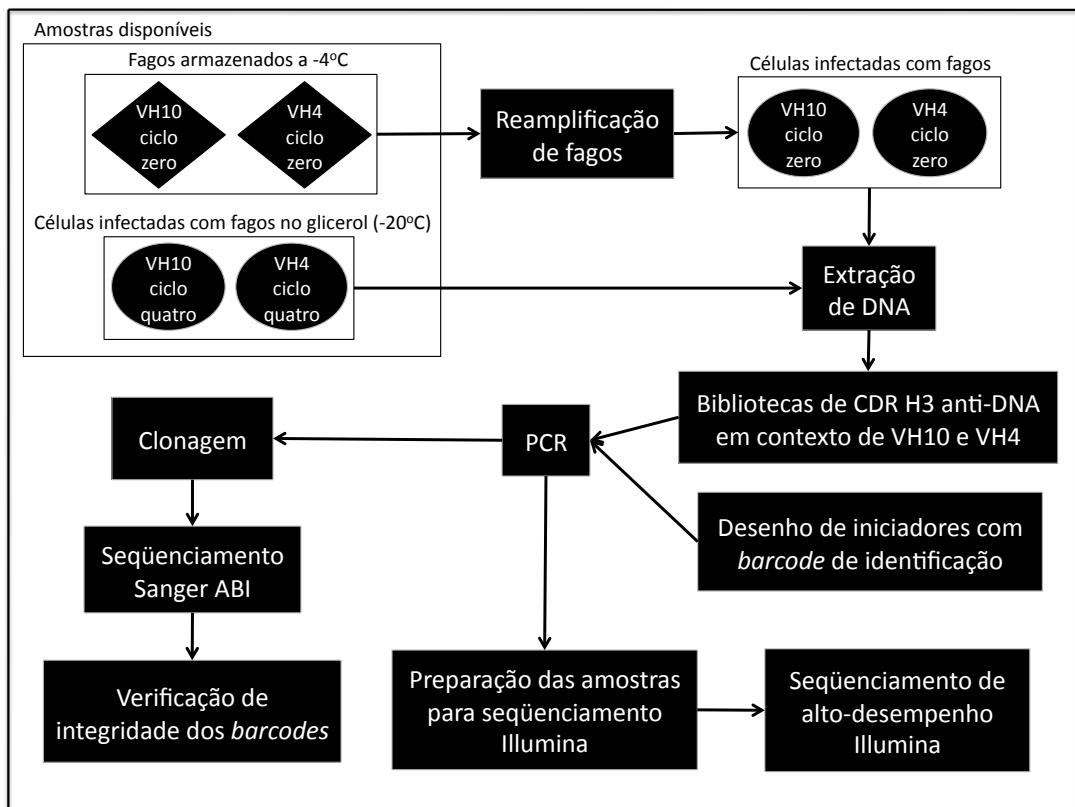 Amostras disponíveis
Fagos armazenados a -4ºC
VH10
ciclo
zero
VH4
ciclo
zero
Reamplificação
de fagos
Células infectadas com fagos
VH10
ciclo
zero
VH4
ciclo
zero
Células infectadas com fagos no glicerol (-20ºC)
VH10
ciclo
quatro
VH4
ciclo
quatro
Extração
de DNA
Bibliotecas de CDR H3 anti-DNA
em contexto de VH10 e VH4
PCR
Clonagem
Desenho de iniciadores com
barcode de identificação
Seqüenciamento
Sanger ABI
Verificação de
integridade dos barcodes
Preparação das amostras
para seqüenciamento
Illumina
Seqüenciamento de
alto-desempenho
Illumina